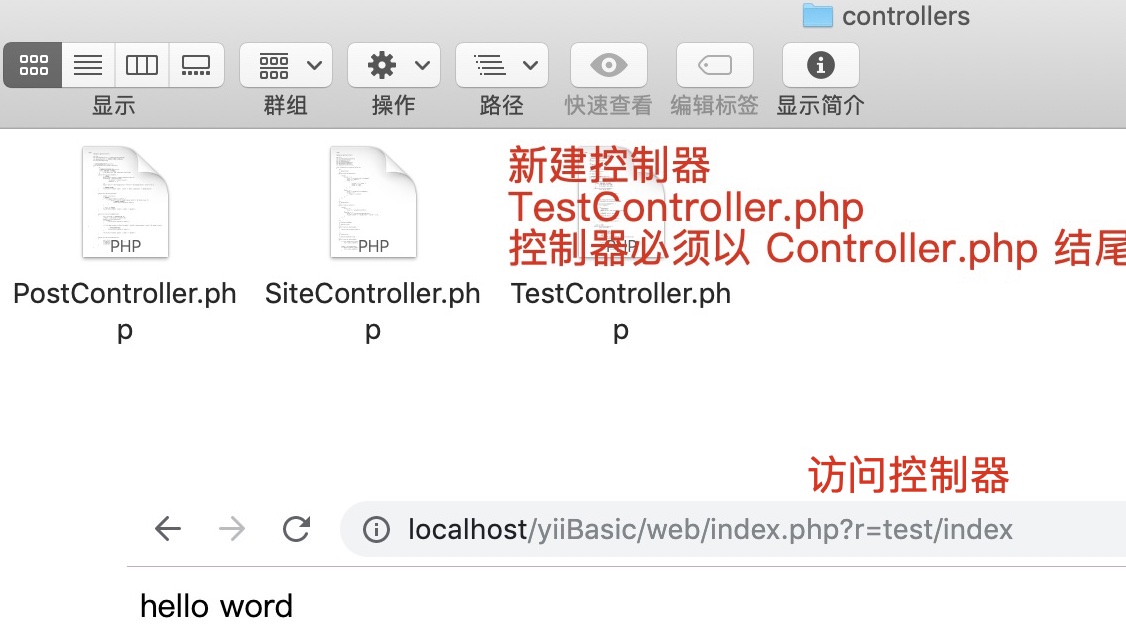 controllers
显示 群组 操作 路径 快速查看 编辑标签 显示简介
新建控制器
TestController.php
控制器必须以 Controller.php 结尾
PHP PHP PHP
PostController.ph SiteController.ph TestController.ph
p p p
访问控制器
localhost/yiiBasic/web/index.php?r=test/index
hello word